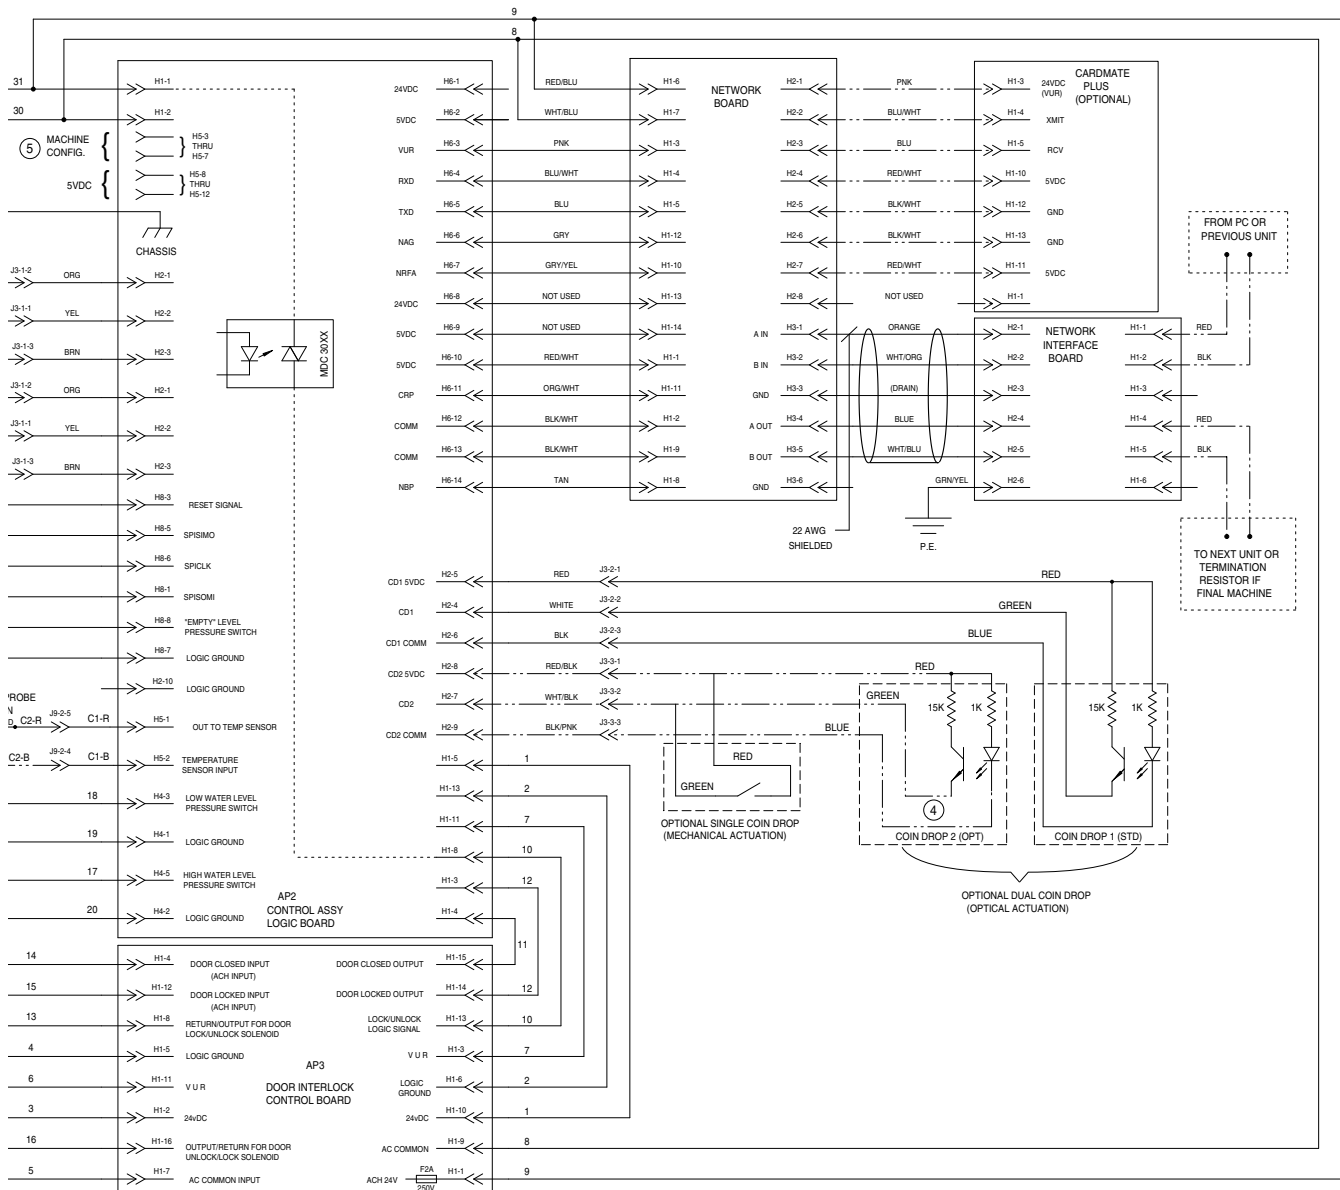 9
8
31
H1-1
24VDC
H6-1
RED/BLU
H1-6
NETWORK
BOARD
H2-1
PNK
H1-3
24VDC
(VUR)
CARDMATE
PLUS
(OPTIONAL)
30
H1-2
5VDC
H6-2
WHT/BLU
H1-7
H2-2
BLU/WHT
H1-4
XMIT
5
MACHINE
CONFIG.
H5-3
THRU
H5-7
VUR
H6-3
PNK
H1-3
H2-3
BLU
H1-5
RCV
5VDC
H5-8
THRU
H5-12
RXD
H6-4
BLU/WHT
H1-4
H2-4
RED/WHT
H1-10
5VDC
TXD
H6-5
BLU
H1-5
H2-5
BLK/WHT
H1-12
GND
CHASSIS
NAG
H6-6
GRY
H1-12
H2-6
BLK/WHT
H1-13
GND
FROM PC OR
PREVIOUS UNIT
J3-1-2
ORG
H2-1
NRFA
H6-7
GRY/YEL
H1-10
H2-7
RED/WHT
H1-11
5VDC
24VDC
H6-8
NOT USED
H1-13
H2-8
NOT USED
H1-1
J3-1-1
YEL
H2-2
MDC 30XX
5VDC
H6-9
NOT USED
H1-14
A IN
H3-1
ORANGE
H2-1
NETWORK
INTERFACE
BOARD
H1-1
RED
J3-1-3
BRN
H2-3
5VDC
H6-10
RED/WHT
H1-1
B IN
H3-2
WHT/ORG
H2-2
H1-2
BLK
J3-1-2
ORG
H2-1
CRP
H6-11
ORG/WHT
H1-11
GND
H3-3
(DRAIN)
H2-3
H1-3
J3-1-1
YEL
H2-2
COMM
H6-12
BLK/WHT
H1-2
A OUT
H3-4
BLUE
H2-4
H1-4
RED
J3-1-3
BRN
H2-3
COMM
H6-13
BLK/WHT
H1-9
B OUT
H3-5
WHT/BLU
H2-5
H1-5
BLK
NBP
H6-14
TAN
H1-8
GND
H3-6
GRN/YEL
H2-6
H1-6
H8-3
RESET SIGNAL
22 AWG
SHIELDED
P.E.
H8-5
SPISIMO
TO NEXT UNIT OR
TERMINATION
RESISTOR IF
FINAL MACHINE
H8-6
SPICLK
CD1 5VDC
H2-5
RED
J3-2-1
RED
H8-1
SPISOMI
CD1
H2-4
WHITE
J3-2-2
GREEN
H8-8
"EMPTY" LEVEL
PRESSURE SWITCH
CD1 COMM
H2-6
BLK
J3-2-3
BLUE
H8-7
LOGIC GROUND
CD2 5VDC
H2-8
RED/BLK
J3-3-1
RED
H2-10
LOGIC GROUND
CD2
H2-7
WHT/BLK
J3-3-2
GREEN
15K
1K
15K
1K
C2-R
J9-2-5
C1-R
H5-1
OUT TO TEMP SENSOR
CD2 COMM
H2-9
BLK/PNK
J3-3-3
BLUE
C2-B
J9-2-4
C1-B
H5-2
TEMPERATURE
SENSOR INPUT
H1-5
1
RED
GREEN
18
H4-3
LOW WATER LEVEL
PRESSURE SWITCH
H1-13
2
4
OPTIONAL SINGLE COIN DROP
(MECHANICAL ACTUATION)
COIN DROP 2 (OPT)
COIN DROP 1 (STD)
19
H4-1
LOGIC GROUND
H1-11
7
H1-8
10
17
H4-5
HIGH WATER LEVEL
PRESSURE SWITCH
H1-3
12
OPTIONAL DUAL COIN DROP
(OPTICAL ACTUATION)
20
H4-2
LOGIC GROUND
AP2
CONTROL ASSY
LOGIC BOARD
H1-4
11
14
H1-4
DOOR CLOSED INPUT
(ACH INPUT)
DOOR CLOSED OUTPUT
H1-15
15
H1-12
DOOR LOCKED INPUT
(ACH INPUT)
DOOR LOCKED OUTPUT
H1-14
12
13
H1-8
RETURN/OUTPUT FOR DOOR
LOCK/UNLOCK SOLENOID
LOCK/UNLOCK
LOGIC SIGNAL
H1-13
10
4
H1-5
LOGIC GROUND
V U R
H1-3
7
AP3
DOOR INTERLOCK
CONTROL BOARD
6
H1-11
V U R
LOGIC
GROUND
H1-6
2
3
H1-2
24vDC
24vDC
H1-10
1
16
H1-16
OUTPUT/RETURN FOR DOOR
UNLOCK/LOCK SOLENOID
AC COMMON
H1-9
8
5
H1-7
AC COMMON INPUT
ACH 24V
F2A
250V
H1-1
9